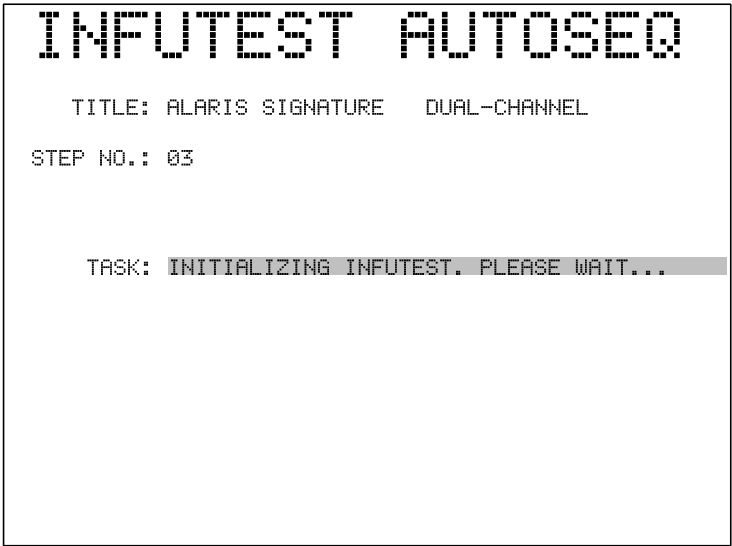 INFUTEST AUTOSEQ
TITLE: ALARIS SIGNATURE DUAL-CHANNEL
STEP NO.: 03
TASK: INITIALIZING INFUTEST. PLEASE WAIT...